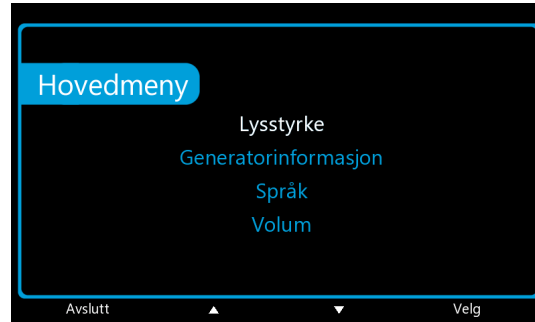 Hovedmeny
Lysstyrke
Generatorinformasjon
Språk
Volum
Avslutt ▲ ▼ Velg